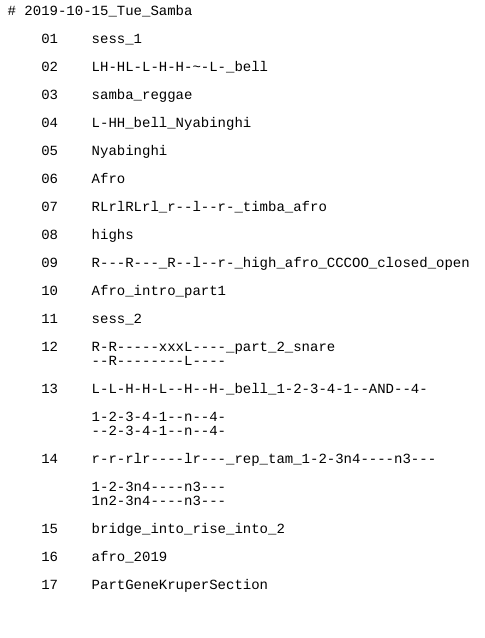 # 2019-10-15_Tue_Samba
01 sess_1
02 LH-HL-L-H-H-~-L-_bell
03 samba_reggae
04 L-HH_bell_Nyabinghi
05 Nyabinghi
06 Afro
07 RLrlRLrl_r--l--r-_timba_afro
08 highs
09 R---R---_R--l--r-_high_afro_CCCOO_closed_open
10 Afro_intro_part1
11 sess_2
12 R-R-----xxxL----_part_2_snare
--R--------L----
13 L-L-H-H-L--H--H-_bell_1-2-3-4-1--AND--4-
1-2-3-4-1--n--4-
--2-3-4-1--n--4-
14 r-r-rlr----lr---_rep_tam_1-2-3n4----n3---
1-2-3n4----n3---
1n2-3n4----n3---
15 bridge_into_rise_into_2
16 afro_2019
17 PartGeneKruperSection